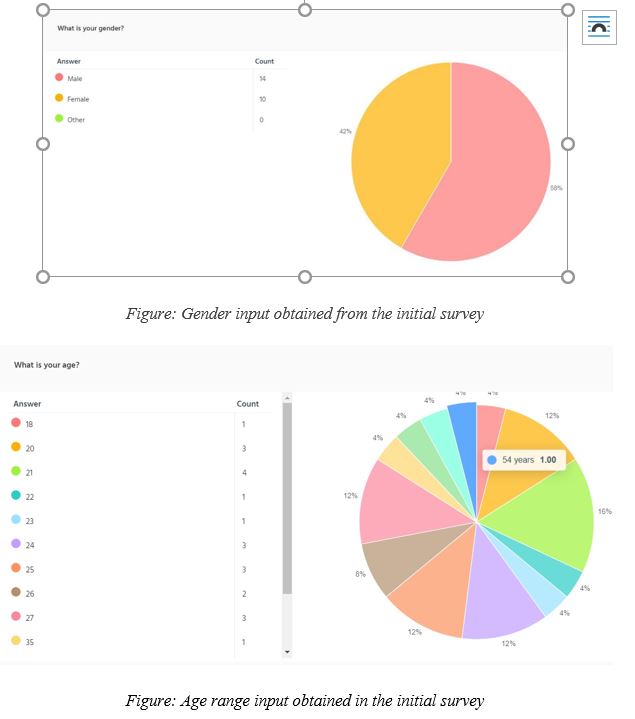 What is your gender?
Answer Count
Male 14
Female 10
Other 0
42%
58%
Figure: Gender input obtained from the initial survey
What is your age?
Answer Count
18 1
20 3
21 4
22 1
23 1
24 3
25 3
26 2
27 3
35 1
4%
4%
4%
12%
54 years 1.00
12%
16%
8%
4%
4%
12%
12%
Figure: Age range input obtained in the initial survey